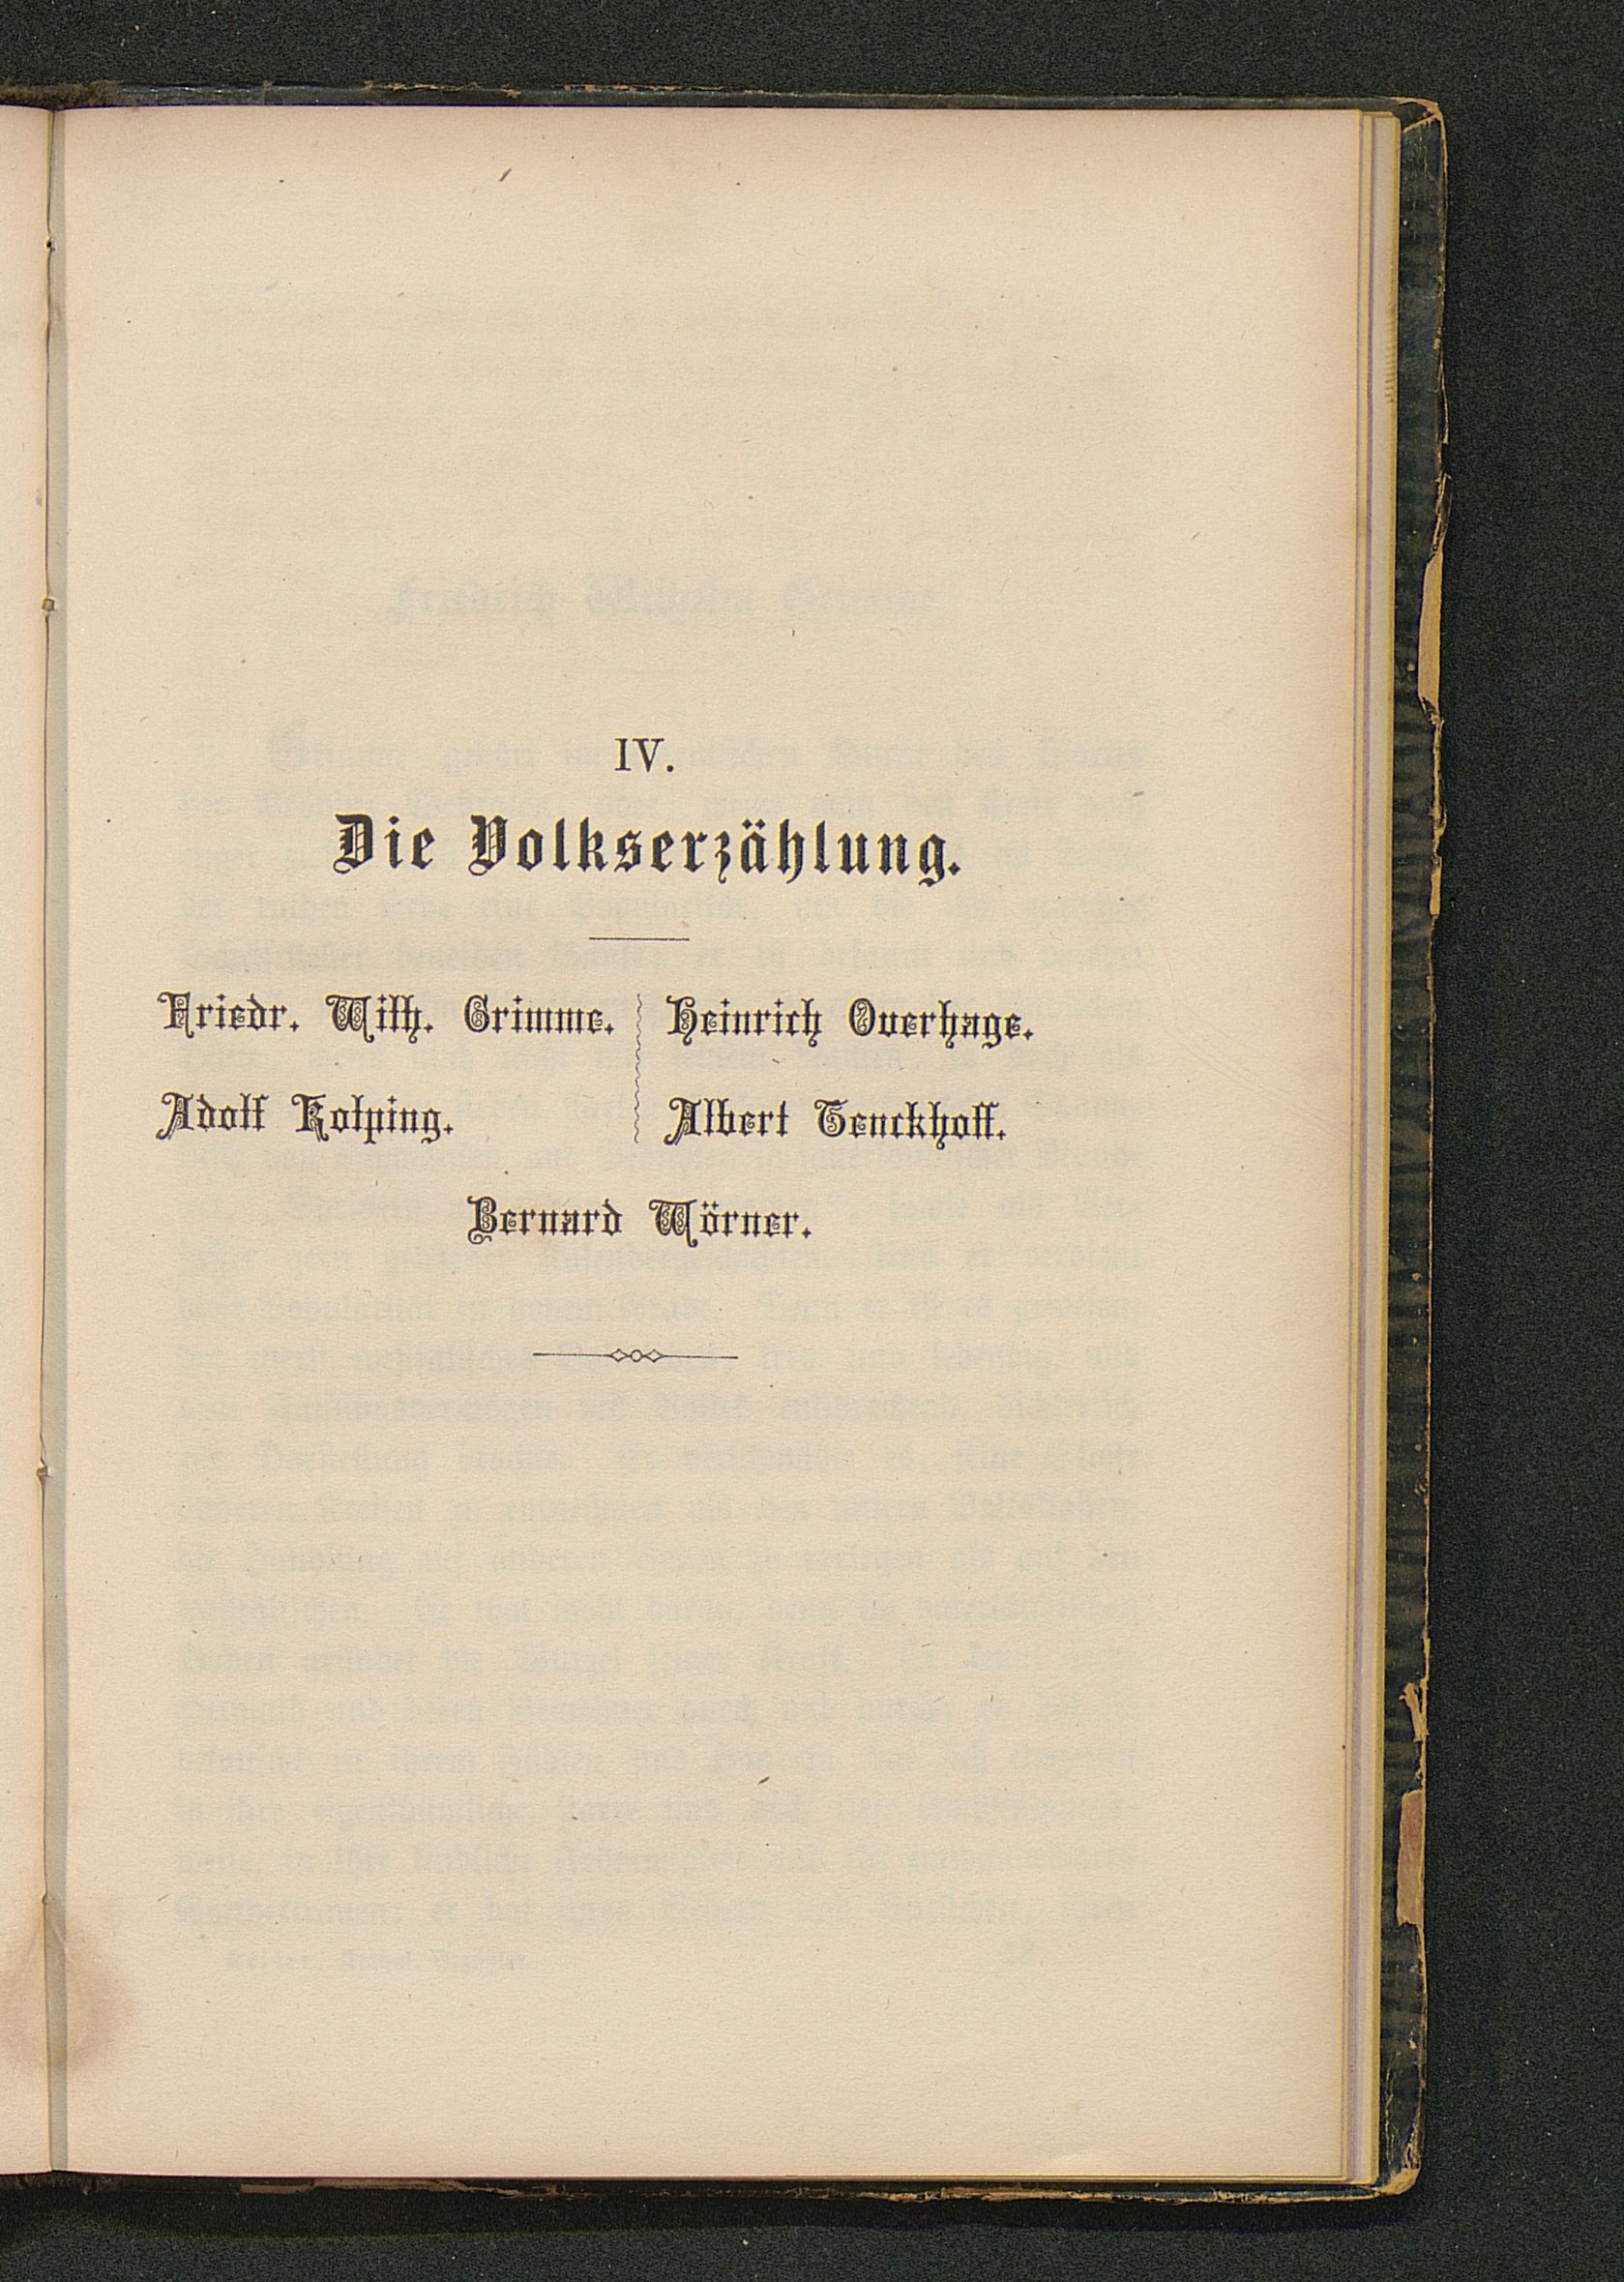 IV.
Die Volkserzählung.
Friedr. Wilh. Grimme.
Adolf Kolping.
Heinrich Overhage.
Albert Tenckhoff.
Bernard Wörner.